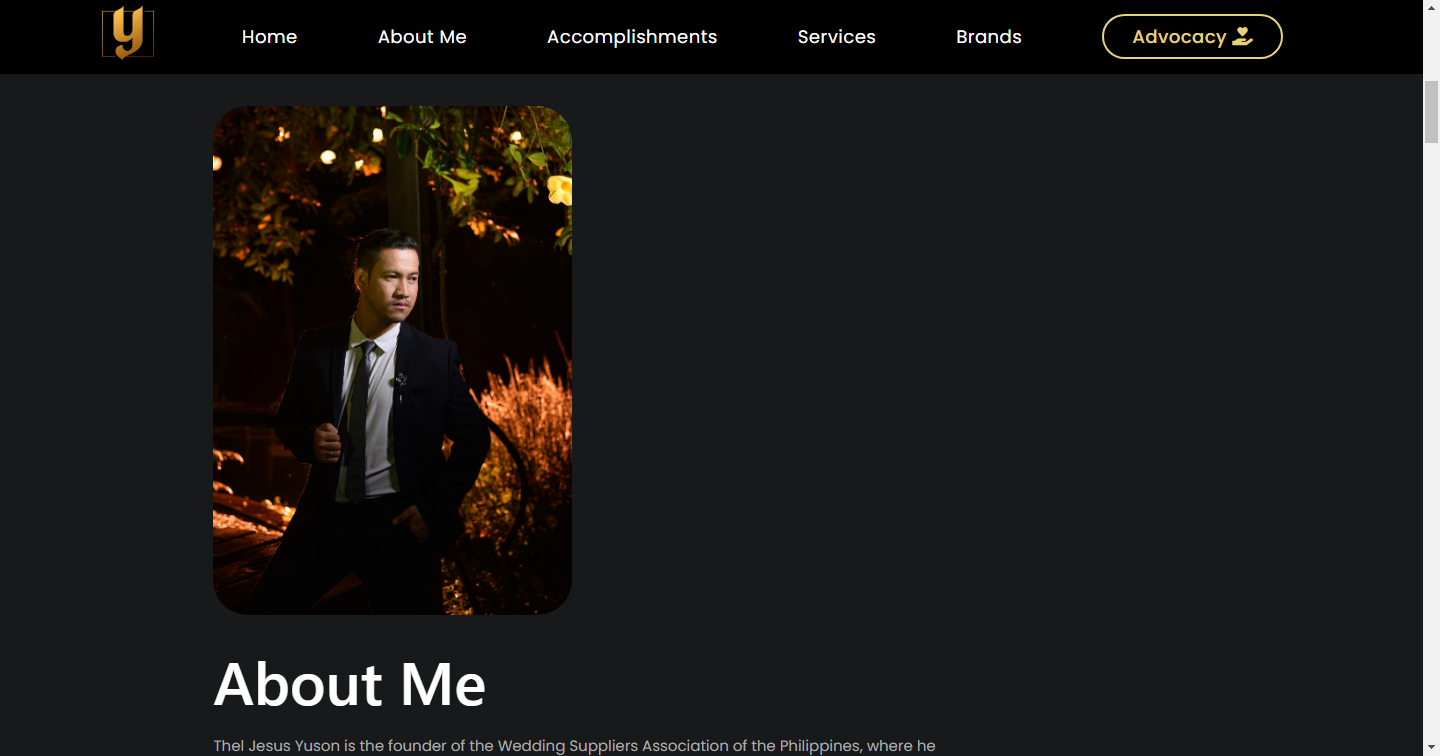 y
Home
About Me
Accomplishments
Services
Brands
Advocacy
About Me
Thel Jesus Yuson is the founder of the Wedding Suppliers Association of the Philippines, where he